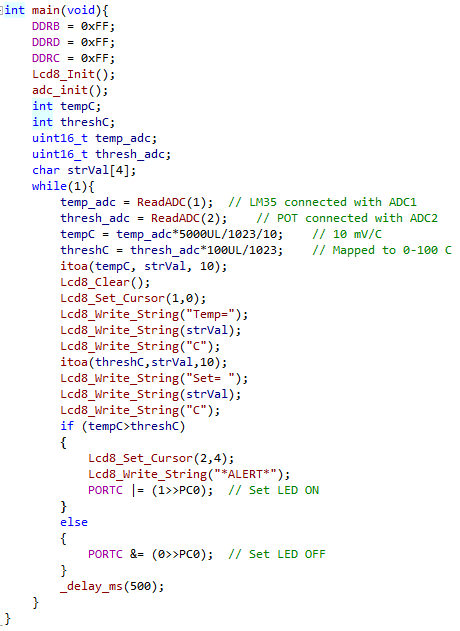 int main(void){
DDRB = 0xFF;
DDRD = 0xFF;
DDRC = 0xFF;
Lcd8_Init();
adc_init();
int tempC;
int threshC;
uint16_t temp_adc;
uint16_t thresh_adc;
char strVal[4];
while(1){
temp_adc = ReadADC(1);  // LM35 connected with ADC1
thresh_adc = ReadADC(2);    // POT connected with ADC2
tempC = temp_adc*5000UL/1023/10;    // 10 mV/C
threshC = thresh_adc*100UL/1023;    // Mapped to 0-100 C
itoa(tempC, strVal, 10);
Lcd8_Clear();
Lcd8_Set_Cursor(1,0);
Lcd8_Write_String("Temp=");
Lcd8_Write_String(strVal);
Lcd8_Write_String("C");
itoa(threshC,strVal,10);
Lcd8_Write_String("Set= ");
Lcd8_Write_String(strVal);
Lcd8_Write_String("C");
if (tempC>threshC)
{
Lcd8_Set_Cursor(2,4);
Lcd8_Write_String("*ALERT*");
PORTC |= (1>>PC0);  // Set LED ON
}
else
{
PORTC &= (0>>PC0);  // Set LED OFF
}
_delay_ms(500);
}
}